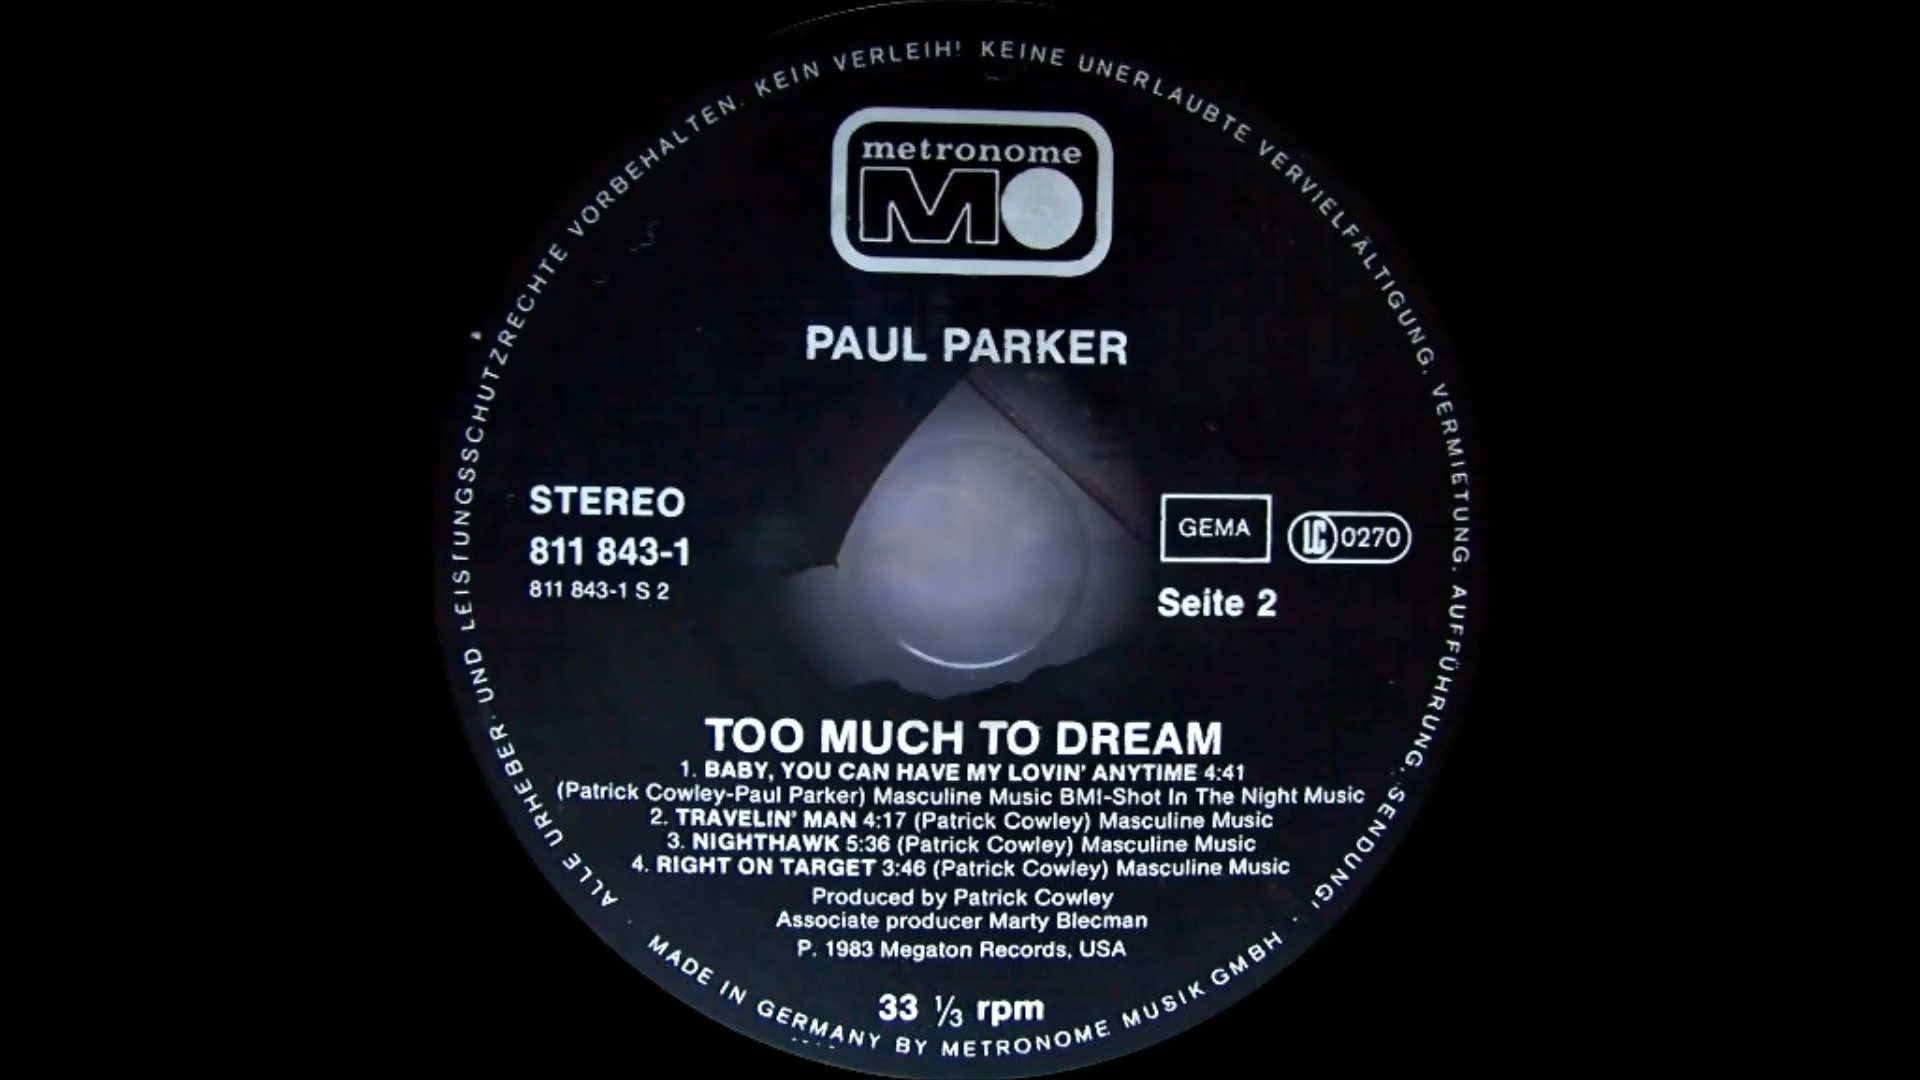 ALLE URHEBER- UND LEISTUNGSSCHUTZRECHTE VORBEHALTEN. KEIN VERLEIH! KEINE UNERLAUBTE VERVIELFÄLTIGUNG, VERMIETUNG, AUFFÜHRUNG, SENDUNG!
metronome
MO
PAUL PARKER
STEREO
811 843-1
811 843-1 S 2
GEMA
LC 0270
Seite 2
TOO MUCH TO DREAM
1. BABY, YOU CAN HAVE MY LOVIN' ANYTIME 4:41
(Patrick Cowley-Paul Parker) Masculine Music BMI-Shot In The Night Music
2. TRAVELIN' MAN 4:17 (Patrick Cowley) Masculine Music
3. NIGHTHAWK 5:36 (Patrick Cowley) Masculine Music
4. RIGHT ON TARGET 3:46 (Patrick Cowley) Masculine Music
Produced by Patrick Cowley
Associate producer Marty Blecman
P. 1983 Megaton Records, USA
33 1/3 rpm
MADE IN GERMANY BY METRONOME MUSIK GMBH